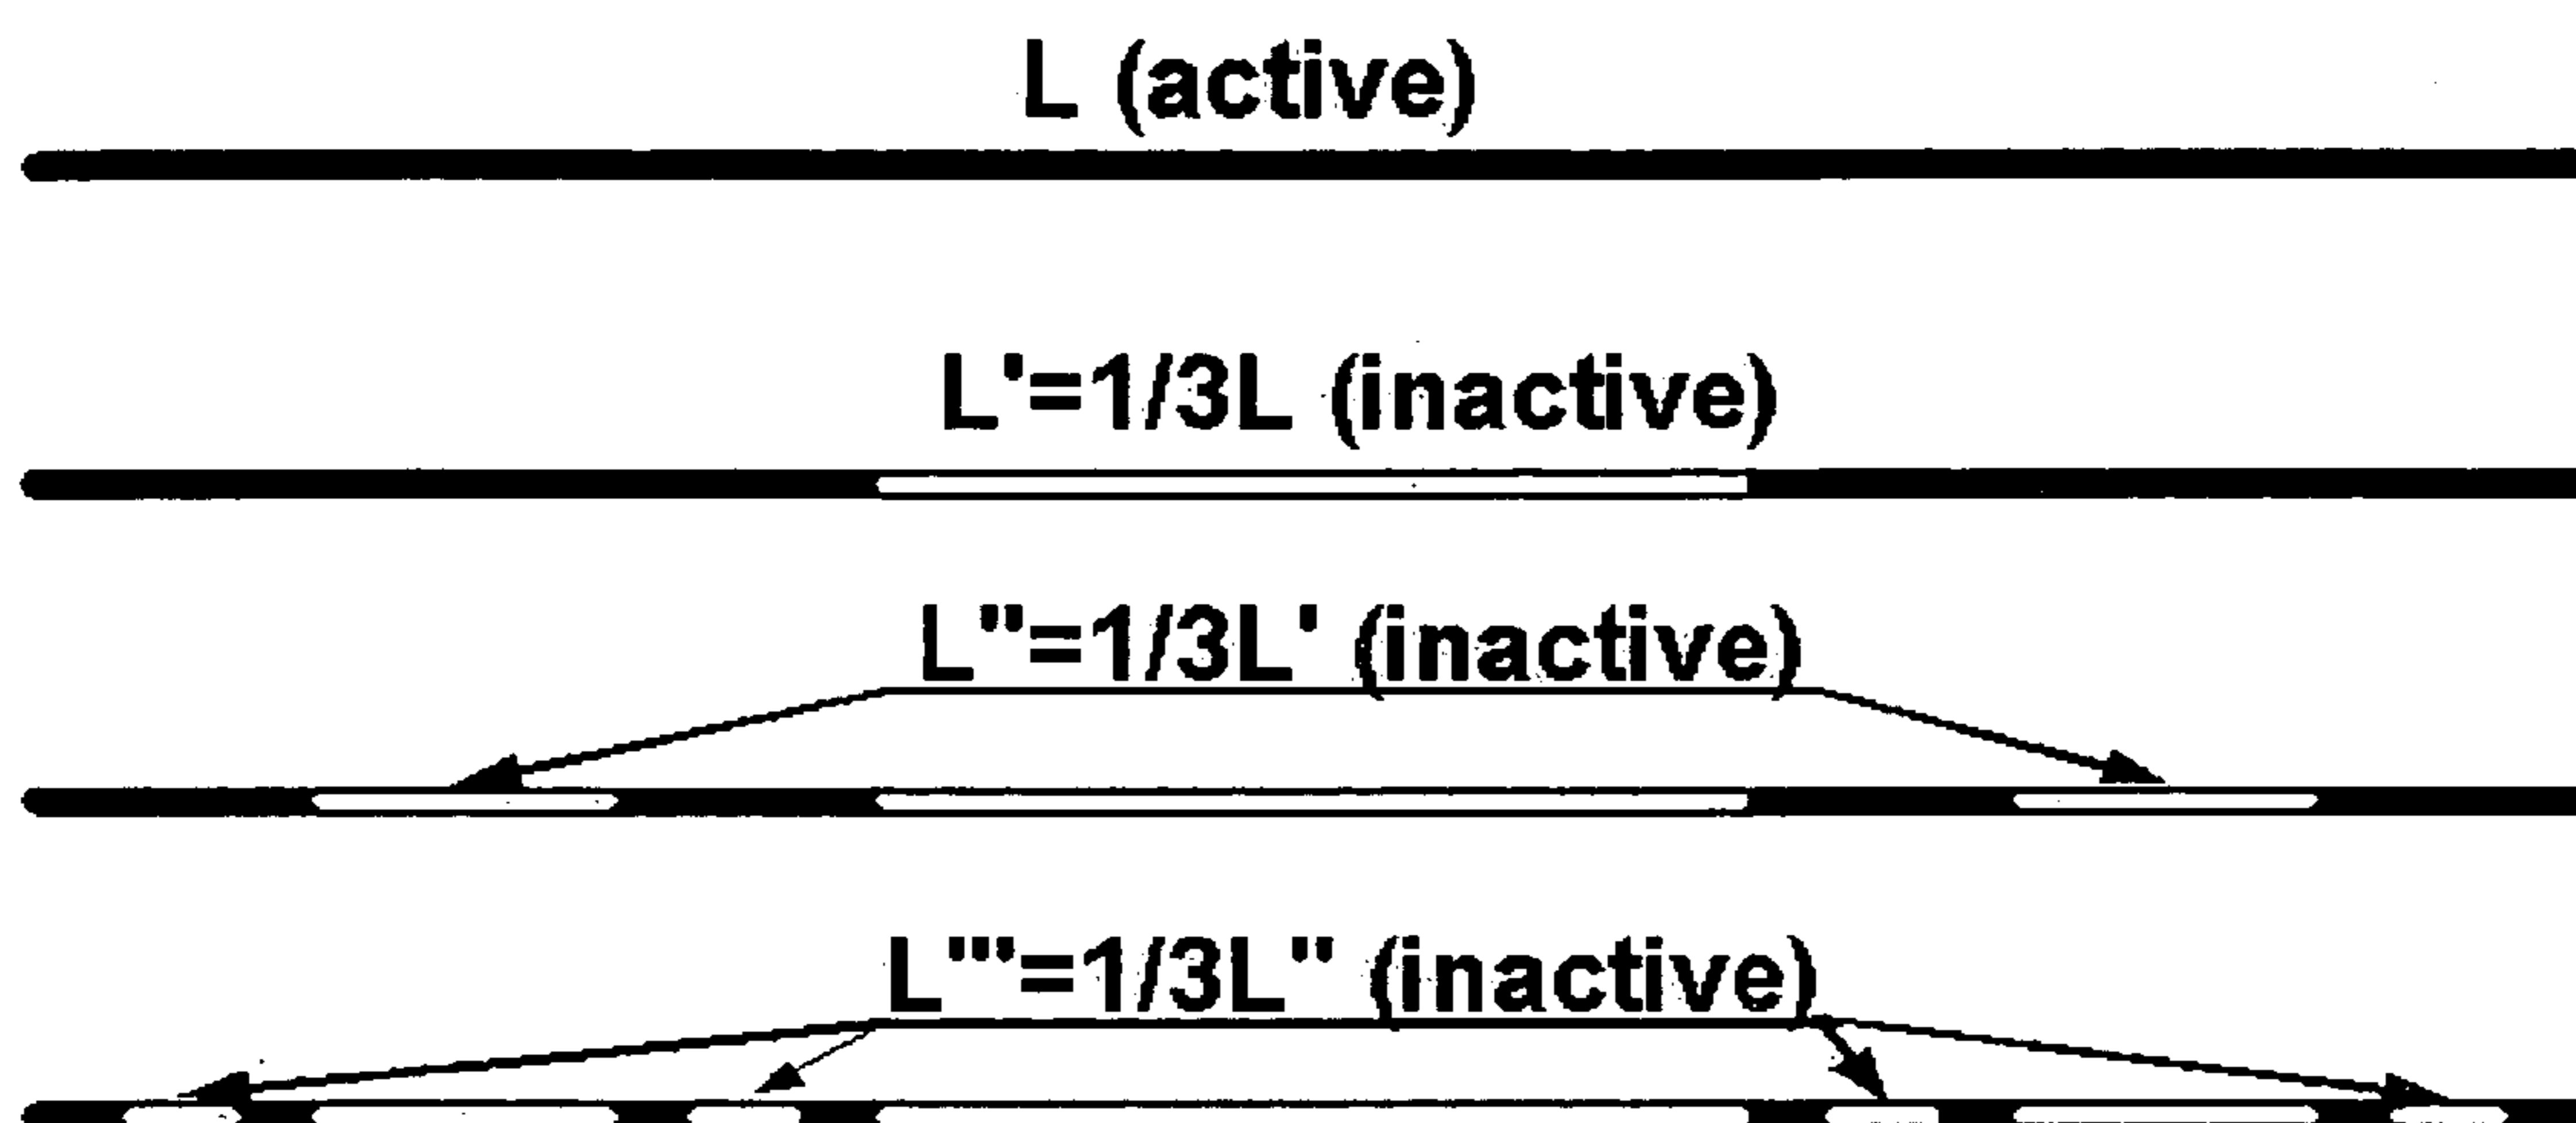 L (active)
L'=1/3L (inactive)
L''=1/3L' (inactive)
L'''=1/3L'' (inactive)